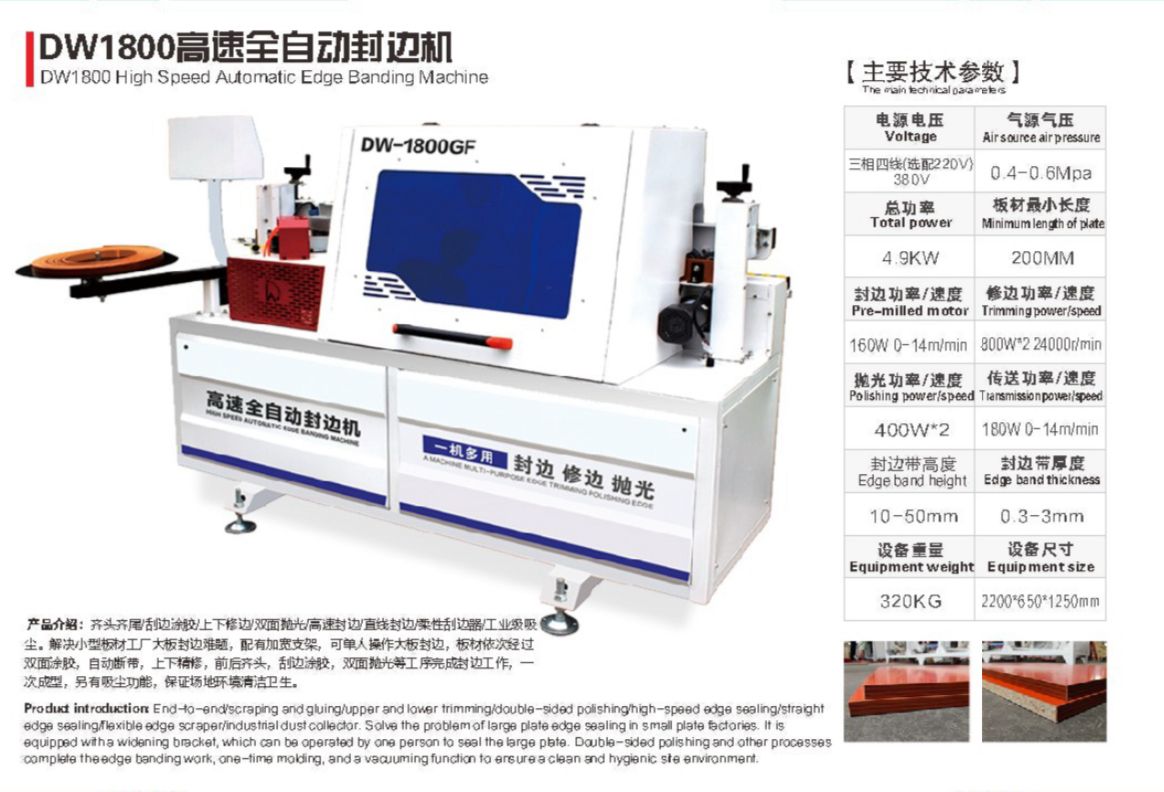 DW1800高速全自动封边机
DW1800 High Speed Automatic Edge Banding Machine
DW-1800GF
高速全自动封边机
HIGH SPEED AUTOMATIC EDGE BANDING MACHINE
一机多用 封边 修边 抛光
A MACHINE MULTI-PURPOSE EDGE TRIMMING POLISHING EDGE
【主要技术参数】
The main technical parameters
电源电压 气源气压
Voltage Air source air pressure
三相四线(选配220V) 0.4-0.6Mpa
380V
总功率 板材最小长度
Total power Minimum length of plate
4.9KW 200MM
封边功率/速度 修边功率/速度
Pre-milled motor Trimming power/speed
160W 0-14m/min 800W*2 24000r/min
抛光功率/速度 传送功率/速度
Polishing power/speed Transmission power/speed
400W*2 180W 0-14m/min
封边带高度 封边带厚度
Edge band height Edge band thickness
10-50mm 0.3-3mm
设备重量 设备尺寸
Equipment weight Equipment size
320KG 2200*650*1250mm
产品介绍：齐头齐尾/刮边涂胶/上下修边/双面抛光/高速封边/直线封边/柔性刮边器/工业级吸
尘。解决小型板材工厂大板封边难题，配有加宽支架，可单人操作大板封边，板材依次经过
双面涂胶，自动断带，上下精修，前后齐头，刮边涂胶，双面抛光等工序完成封边工作，一
次成型，另有吸尘功能，保证场地环境清洁卫生。
Product introduction: End-to-end/scraping and gluing/upper and lower trimming/double-sided polishing/high-speed edge sealing/straight
edge sealing/flexible edge scraper/industrial dust collector. Solve the problem of large plate edge sealing in small plate factories. It is
equipped with a widening bracket, which can be operated by one person to seal the large plate. Double-sided polishing and other processes
complete the edge banding work, one-time molding, and a vacuuming function to ensure a clean and hygienic site environment.